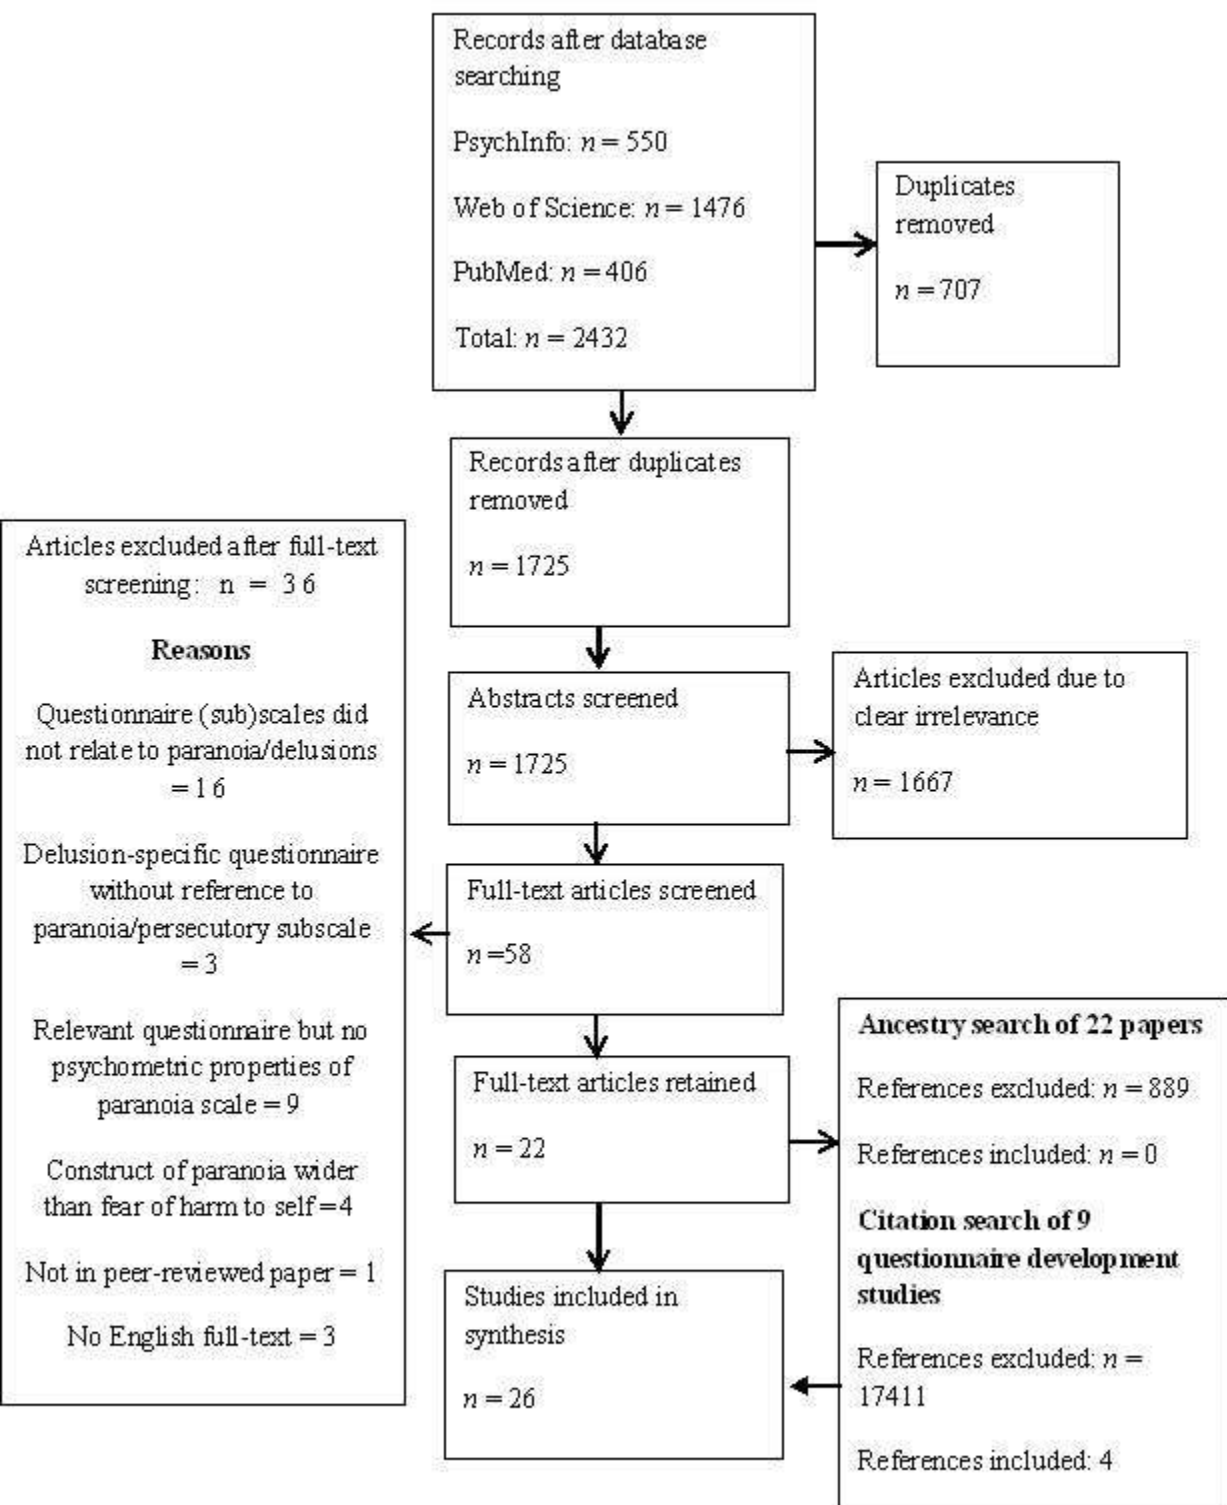 Records after database
searching
PsychInfo: n = 550
Web of Science: n = 1476
PubMed: n = 406
Total: n = 2432
Duplicates
removed
n = 707
Records after duplicates
removed
n = 1725
Abstracts screened
n = 1725
Articles excluded due to
clear irrelevance
n = 1667
Full-text articles screened
n =58
Articles excluded after full-text
screening: n = 36
Reasons
Questionnaire (sub)scales did
not relate to paranoia/delusions
= 16
Delusion-specific questionnaire
without reference to
paranoia/persecutory subscale
= 3
Relevant questionnaire but no
psychometric properties of
paranoia scale = 9
Construct of paranoia wider
than fear of harm to self = 4
Not in peer-reviewed paper = 1
No English full-text = 3
Full-text articles retained
n = 22
Ancestry search of 22 papers
References excluded: n = 889
References included: n = 0
Citation search of 9
questionnaire development
studies
References excluded: n =
17411
References included: 4
Studies included in
synthesis
n = 26